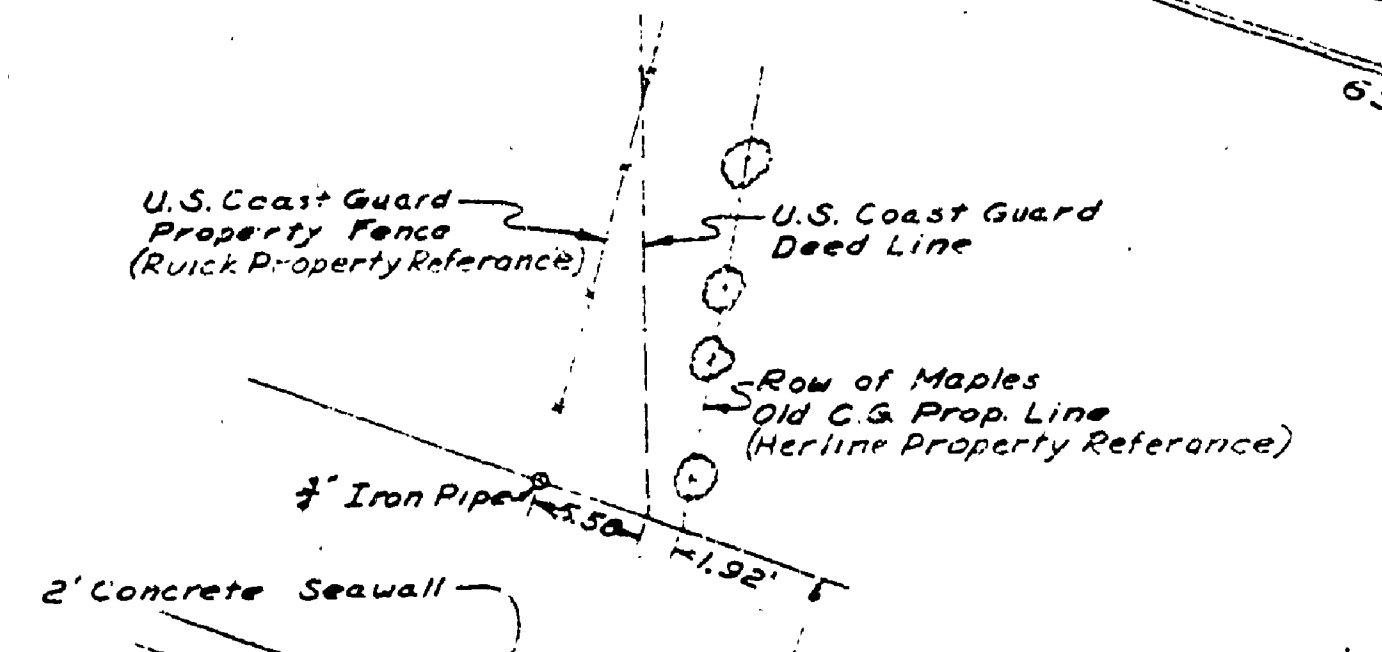 U.S. Coast Guard
Property Fence
(Ruick Property Referance)
U.S. Coast Guard
Deed Line
Row of Maples
Old C.G. Prop. Line
(Herline Property Referance)
Iron Pipe
5.50
1.92'
2' Concrete Seawall